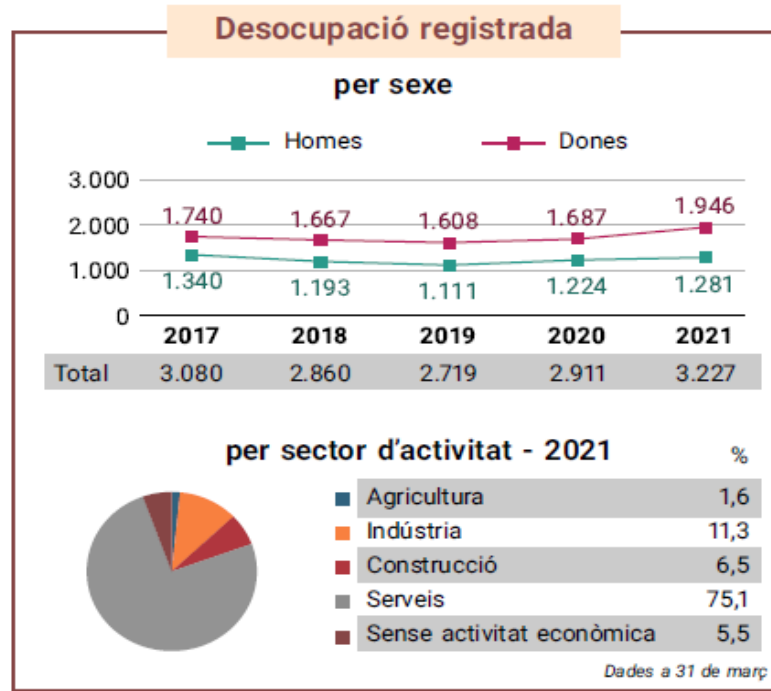 Desocupació registrada
per sexe
Homes Dones
3.000
2.000
1.000
0
1.740 1.667 1.608 1.687 1.946
1.340 1.193 1.111 1.224 1.281
2017 2018 2019 2020 2021
Total 3.080 2.860 2.719 2.911 3.227
per sector d'activitat - 2021 %
Agricultura 1,6
Indústria 11,3
Construcció 6,5
Serveis 75,1
Sense activitat econòmica 5,5
Dades a 31 de març